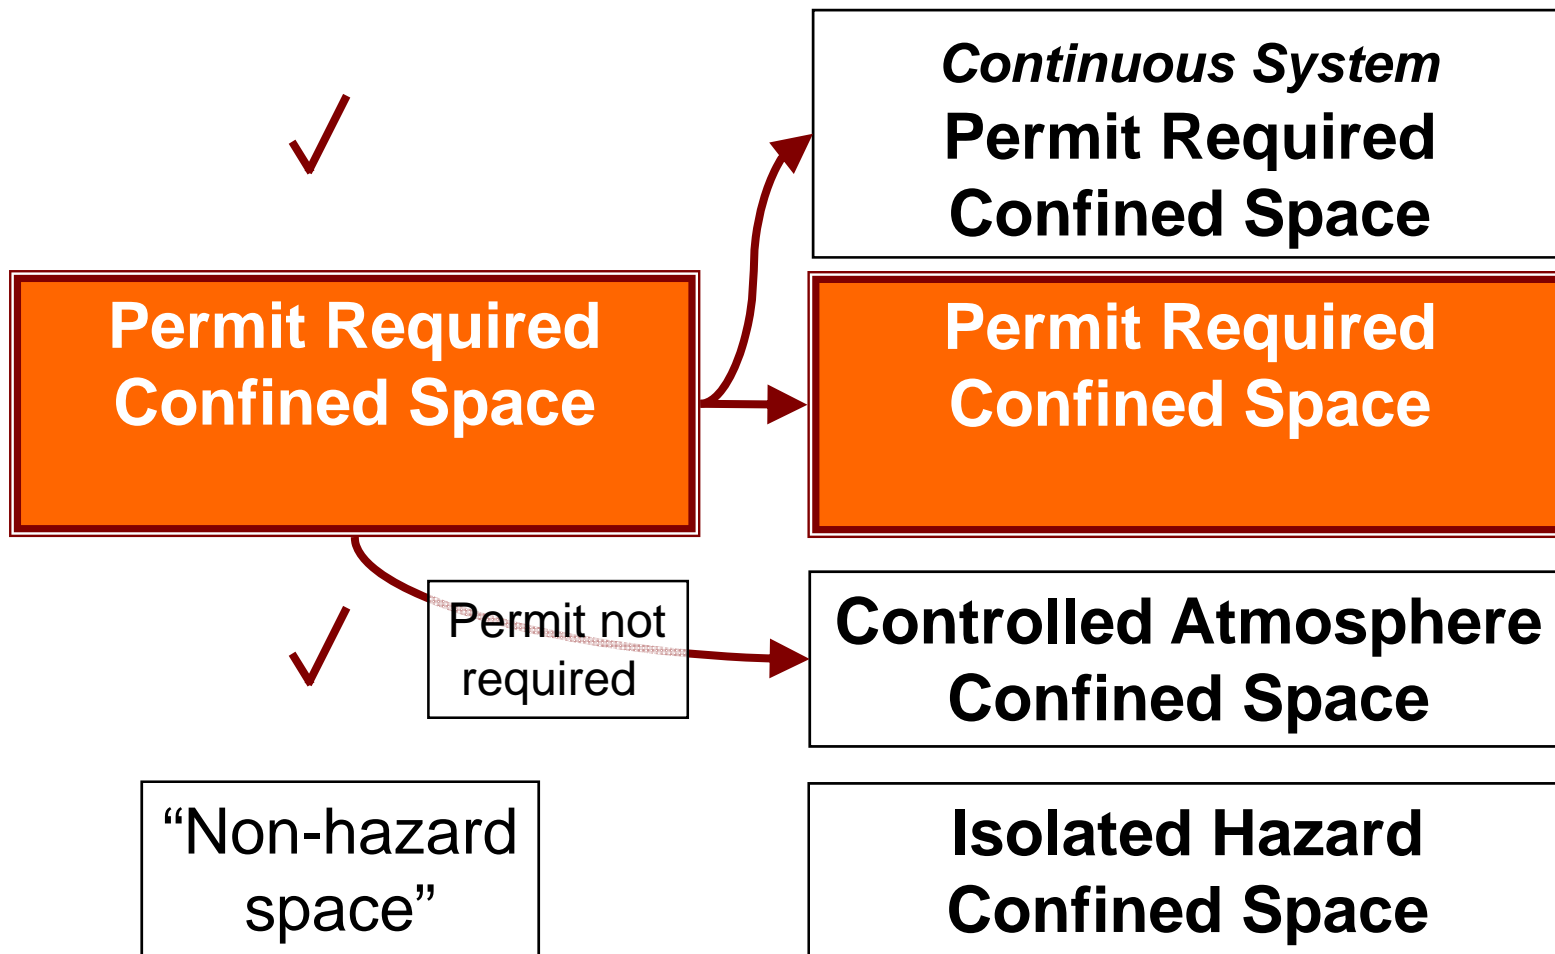 Continuous System
Permit Required
Confined Space
Permit Required
Confined Space
Permit Required
Confined Space
Permit not
required
Controlled Atmosphere
Confined Space
“Non-hazard
space”
Isolated Hazard
Confined Space